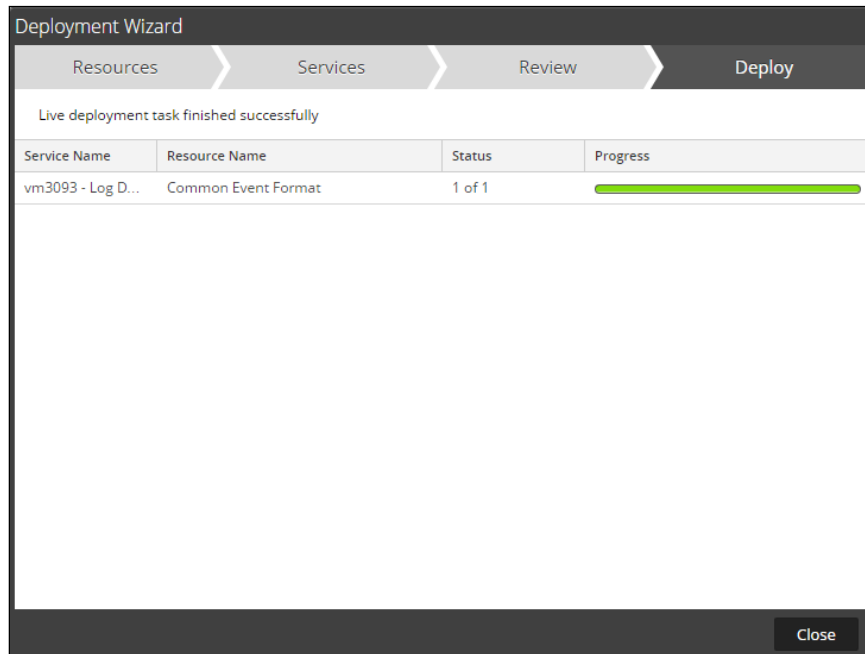 Deployment Wizard
Resources Services Review Deploy
Live deployment task finished successfully
Service Name Resource Name Status Progress
vm3093 - Log D... Common Event Format 1 of 1
Close